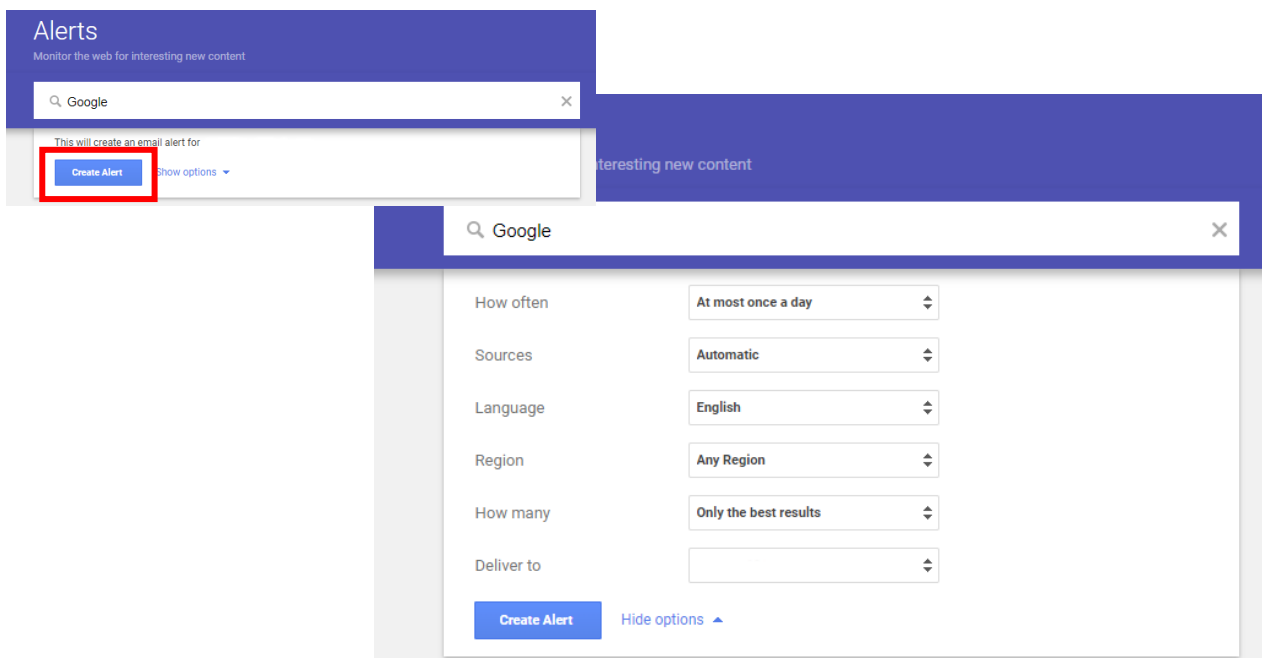 Alerts
Monitor the web for interesting new content
Google
This will create an email alert for
Create Alert
Show options
nteresting new content
Google
How often
At most once a day
Sources
Automatic
Language
English
Region
Any Region
How many
Only the best results
Deliver to
Create Alert
Hide options